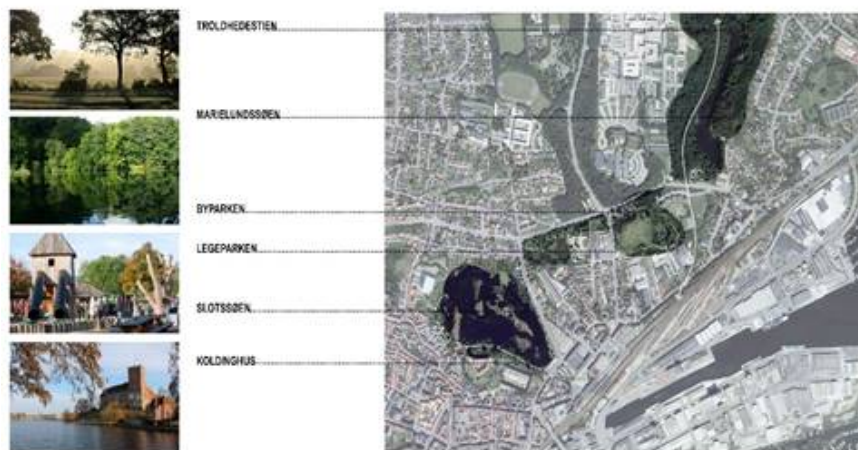 TROLDHEDESTIEN
MARIELUNDSSØEN
BYPARKEN
LEGEPARKEN
SLOTSSØEN
KOLDINGHUS